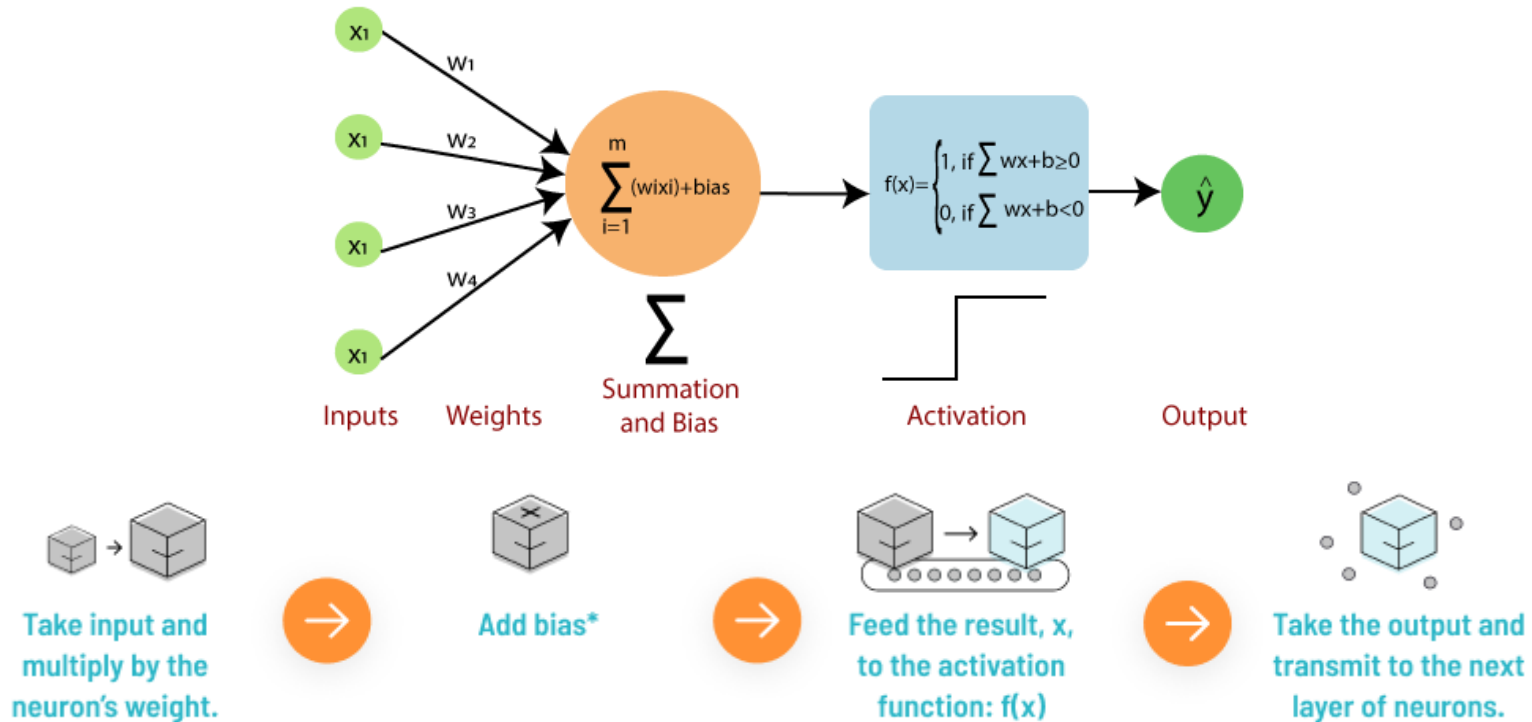 x1
w1
x1
w2
x1
w3
x1
w4
m
∑(wixi)+bias
i=1
f(x)={1, if ∑ wx+b≥0
0, if ∑ wx+b<0
ŷ
∑
Inputs
Weights
Summation
and Bias
Activation
Output
Take input and
multiply by the
neuron's weight.
Add bias*
Feed the result, x,
to the activation
function: f(x)
Take the output and
transmit to the next
layer of neurons.